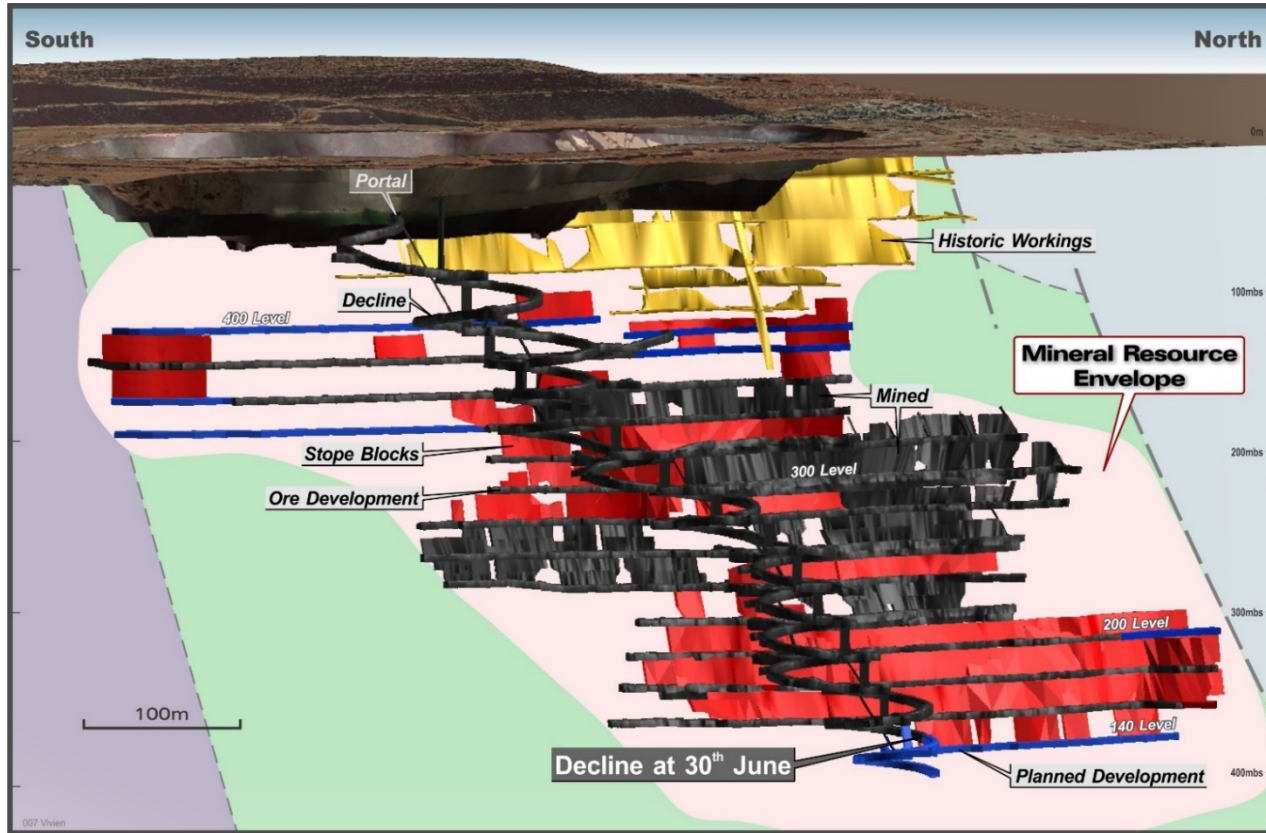 South
North
0m
Portal
Historic Workings
100mbs
Decline
400 Level
Mineral Resource
Envelope
Mined
Stope Blocks
200mbs
300 Level
Ore Development
300mbs
200 Level
100m
140 Level
Decline at 30th June
Planned Development
400mbs
007 Vivien